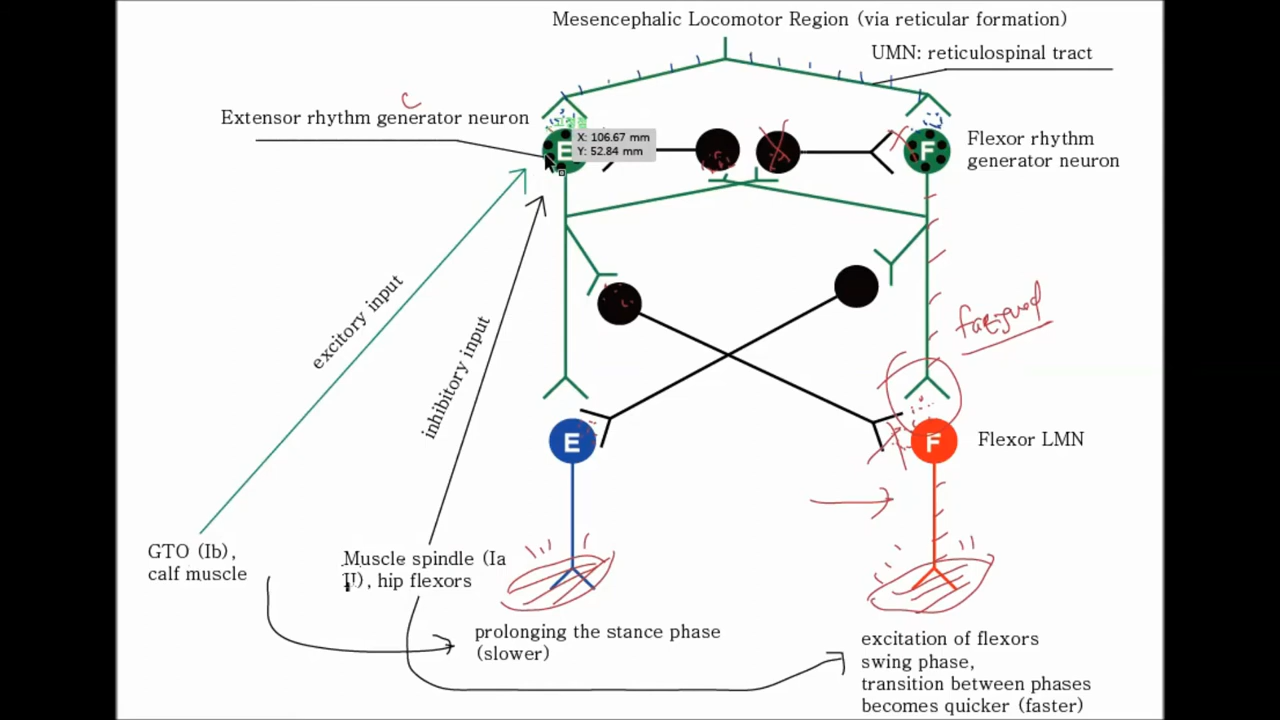 Mesencephalic Locomotor Region (via reticular formation)
UMN: reticulospinal tract
C
Extensor rhythm generator neuron
E
X: 106.67 mm
Y: 52.84 mm
F
Flexor rhythm
generator neuron
excitory input
inhibitory input
fatigued
E
F
Flexor LMN
GTO (Ib),
calf muscle
Muscle spindle (Ia
II), hip flexors
prolonging the stance phase
(slower)
excitation of flexors
swing phase,
transition between phases
becomes quicker (faster)